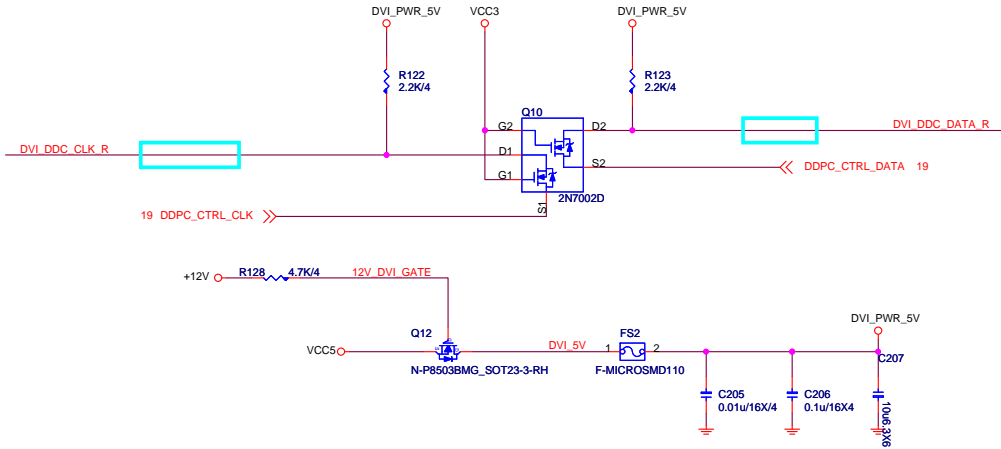 DVI_PWR_5V
VCC3
DVI_PWR_5V
R122
2.2K/4
R123
2.2K/4
Q10
G2
D2
DVI_DDC_DATA_R
DVI_DDC_CLK_R
D1
S2
DDPC_CTRL_DATA 19
G1
2N7002D
S1
19 DDPC_CTRL_CLK
+12V
R128
4.7K/4
12V_DVI_GATE
DVI_PWR_5V
Q12
FS2
VCC5
DVI_5V
1
2
C207
N-P8503BMG_SOT23-3-RH
F-MICROSMD110
C205
0.01u/16X/4
C206
0.1u/16X4
10u6.3X6